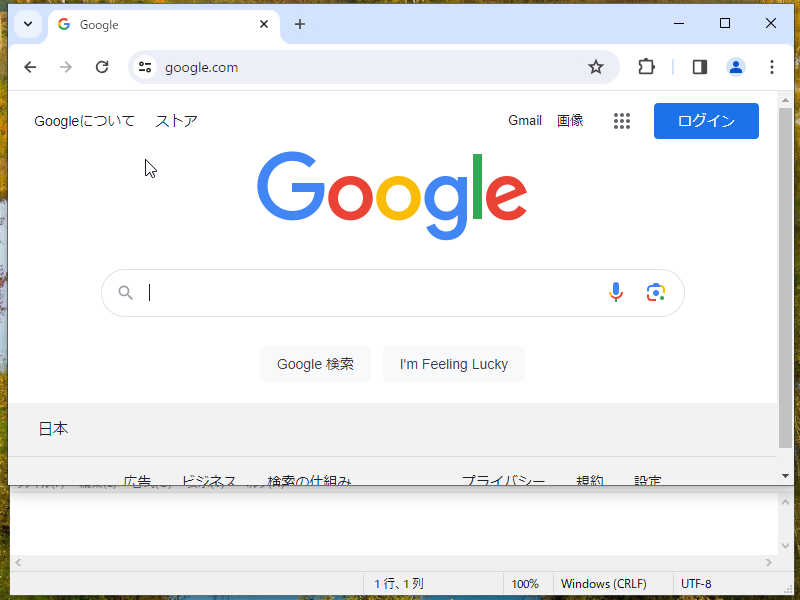 Google
google.com
Googleについて ストア Gmail 画像 ログイン
Google
Google 検索 I'm Feeling Lucky
日本
広告 ビジネス 検索の仕組み プライバシー 規約 設定
1 行、1 列 100% Windows (CRLF) UTF-8